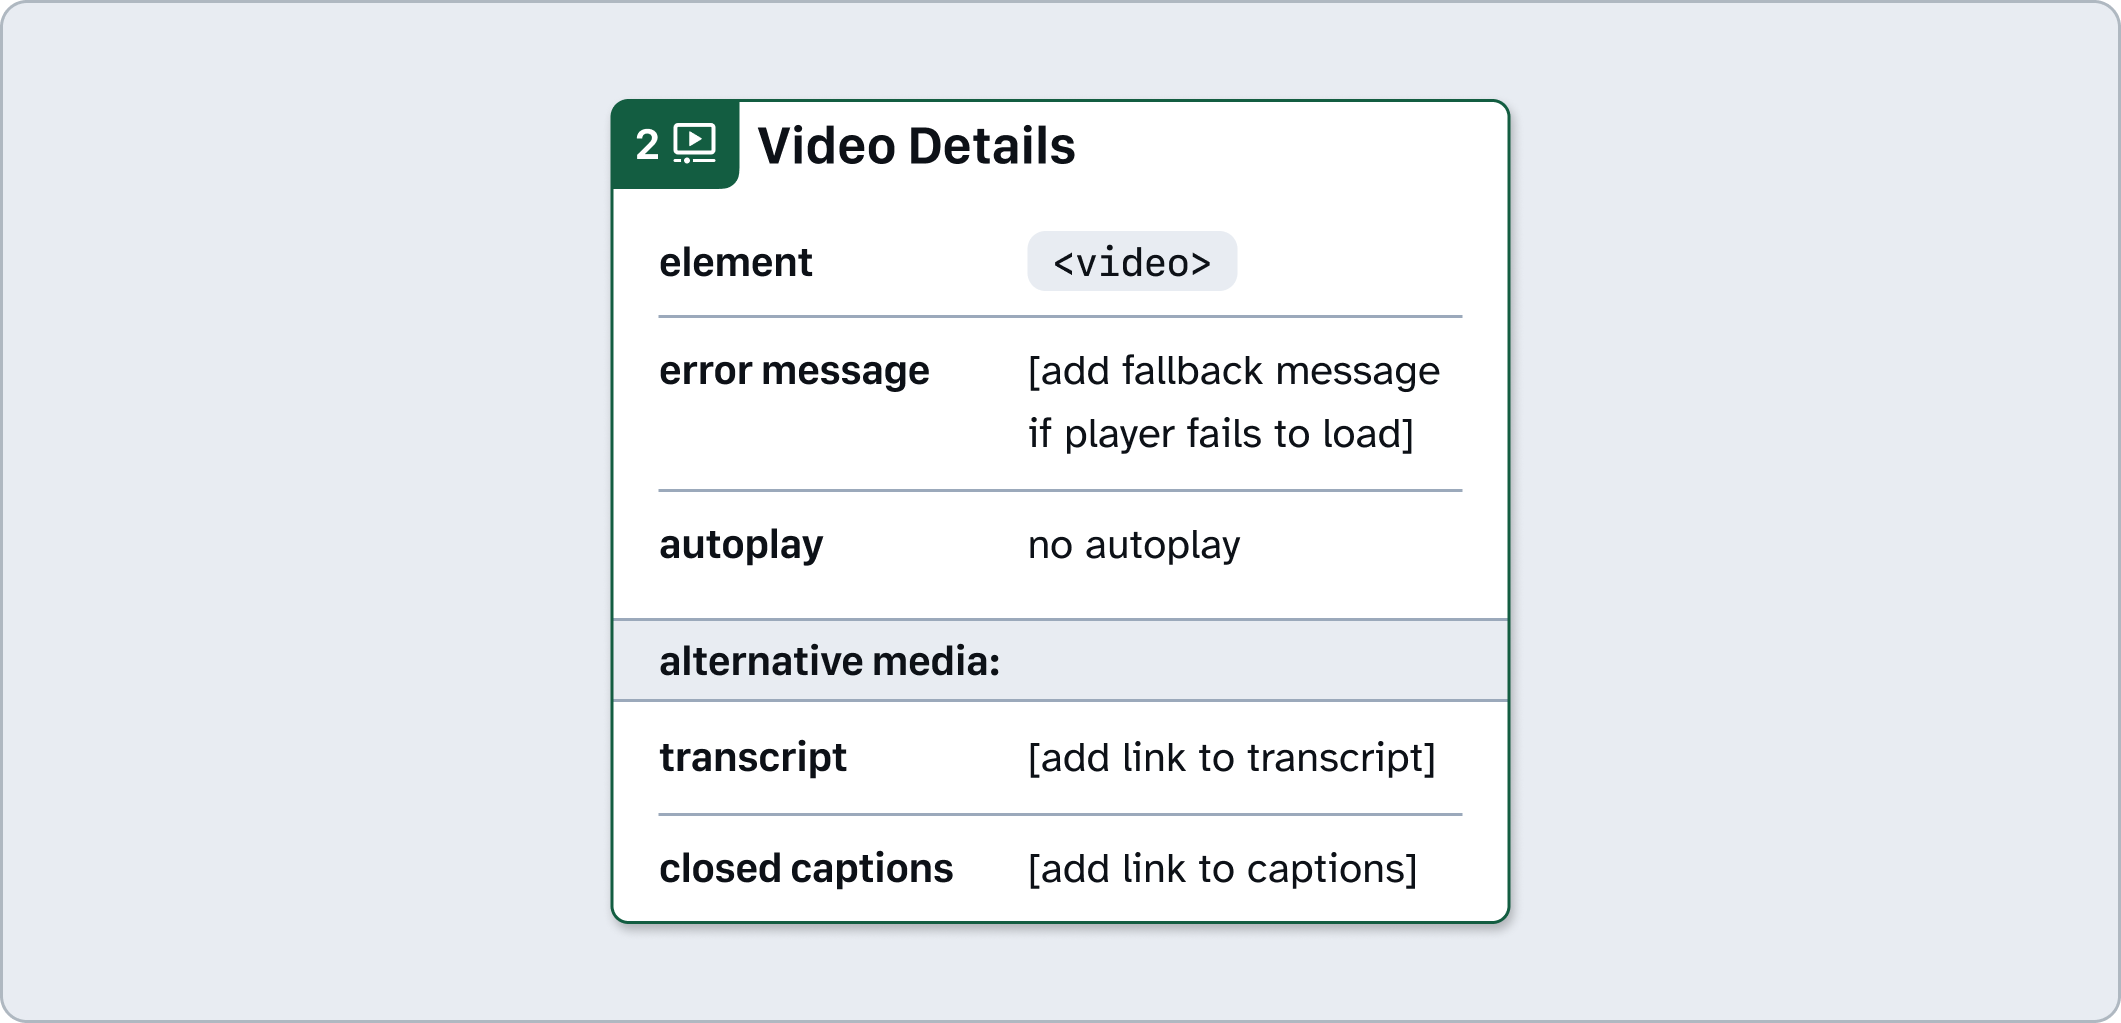 2 Video Details
element <video>
error message [add fallback message
if player fails to load]
autoplay no autoplay
alternative media:
transcript [add link to transcript]
closed captions [add link to captions]